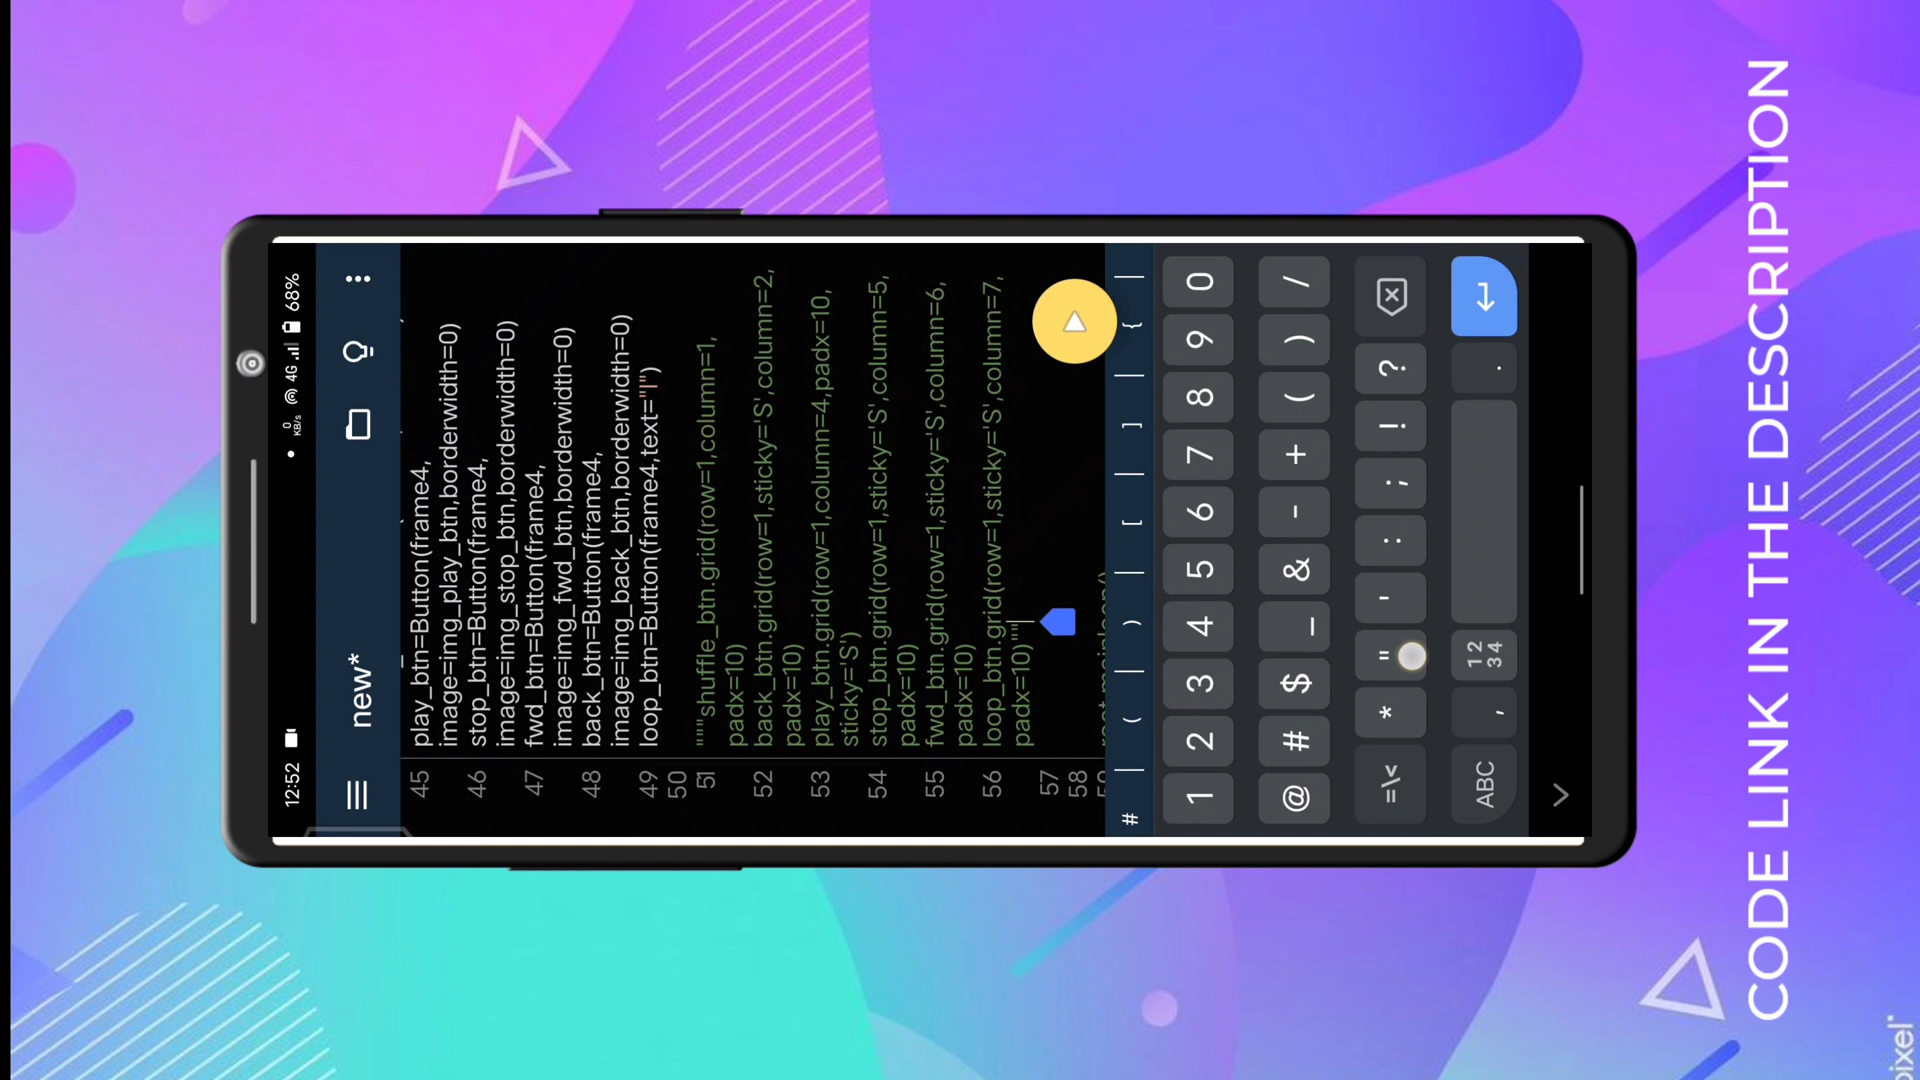 12:52
0 KB/s 4G 68%
new*
45 play_btn=Button(frame4,
image=img_play_btn,borderwidth=0)
46 stop_btn=Button(frame4,
image=img_stop_btn,borderwidth=0)
47 fwd_btn=Button(frame4,
image=img_fwd_btn,borderwidth=0)
48 back_btn=Button(frame4,
image=img_back_btn,borderwidth=0)
49 loop_btn=Button(frame4,text="l")
50
51 """shuffle_btn.grid(row=1,column=1,
padx=10)
52 back_btn.grid(row=1,sticky='S',column=2,
padx=10)
53 play_btn.grid(row=1,column=4,padx=10,
sticky='S')
54 stop_btn.grid(row=1,sticky='S',column=5,
padx=10)
55 fwd_btn.grid(row=1,sticky='S',column=6,
padx=10)
56 loop_btn.grid(row=1,sticky='S',column=7,
padx=10)"""
57
58
# ( ) [ ] {
1 2 3 4 5 6 7 8 9 0
@ # $ _ & - + ( ) /
=\< * " ' : ; ! ?
ABC , 12 34 .
CODE LINK IN THE DESCRIPTION